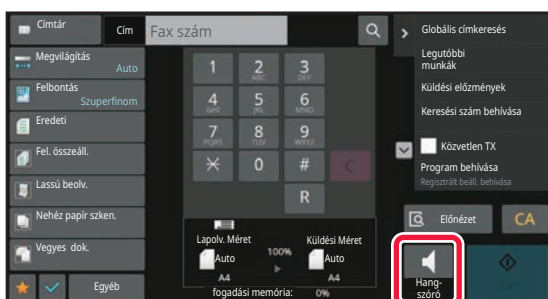 Címtár
Cím
Fax szám
Megvilágítás
Auto
Felbontás
Szuperfinom
Eredeti
Fel. összeáll.
Lassú beolv.
Nehéz papír szken.
Vegyes dok.
Egyéb
1
2
ABC
3
DEF
4
GHI
5
JKL
6
MNO
7
PQRS
8
TUV
9
WXYZ
0
#
C
R
Lapolv. Méret
Auto
A4
100%
Küldési Méret
Auto
A4
fogadási memória: 0%
Globális címkeresés
Legutóbbi
munkák
Küldési előzmények
Keresési szám behívása
Közvetlen TX
Program behívása
Regisztrált beáll. behívása
Előnézet
CA
Hang-
szóró
Start